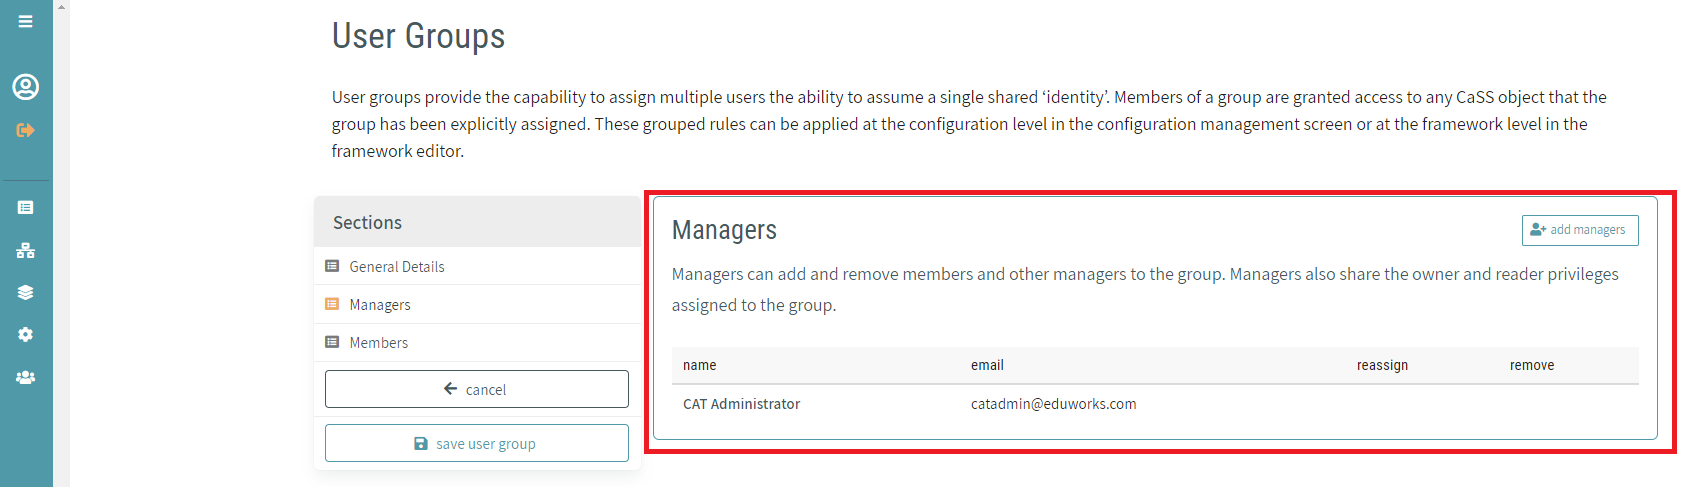 User Groups
User groups provide the capability to assign multiple users the ability to assume a single shared ‘identity’. Members of a group are granted access to any CaSS object that the
group has been explicitly assigned. These grouped rules can be applied at the configuration level in the configuration management screen or at the framework level in the
framework editor.
Sections
General Details
Managers
Members
cancel
save user group
Managers
add managers
Managers can add and remove members and other managers to the group. Managers also share the owner and reader privileges
assigned to the group.
name email reassign remove
CAT Administrator catadmin@eduworks.com